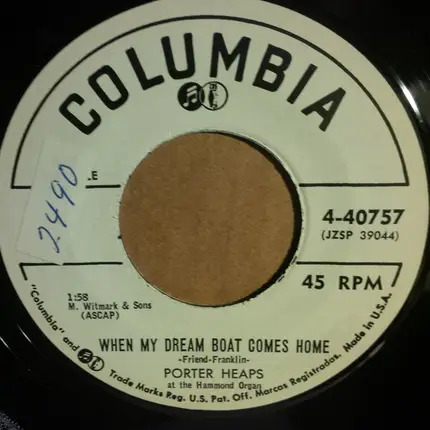 COLUMBIA
.E
2490
4-40757
(JZSP 39044)
45 RPM
1:58
M. Witmark & Sons
(ASCAP)
WHEN MY DREAM BOAT COMES HOME
-Friend-Franklin-
PORTER HEAPS
at the Hammond Organ
"Columbia" and Trade Marks Reg. U.S. Pat. Off. Marcas Registradas. Made in U.S.A.